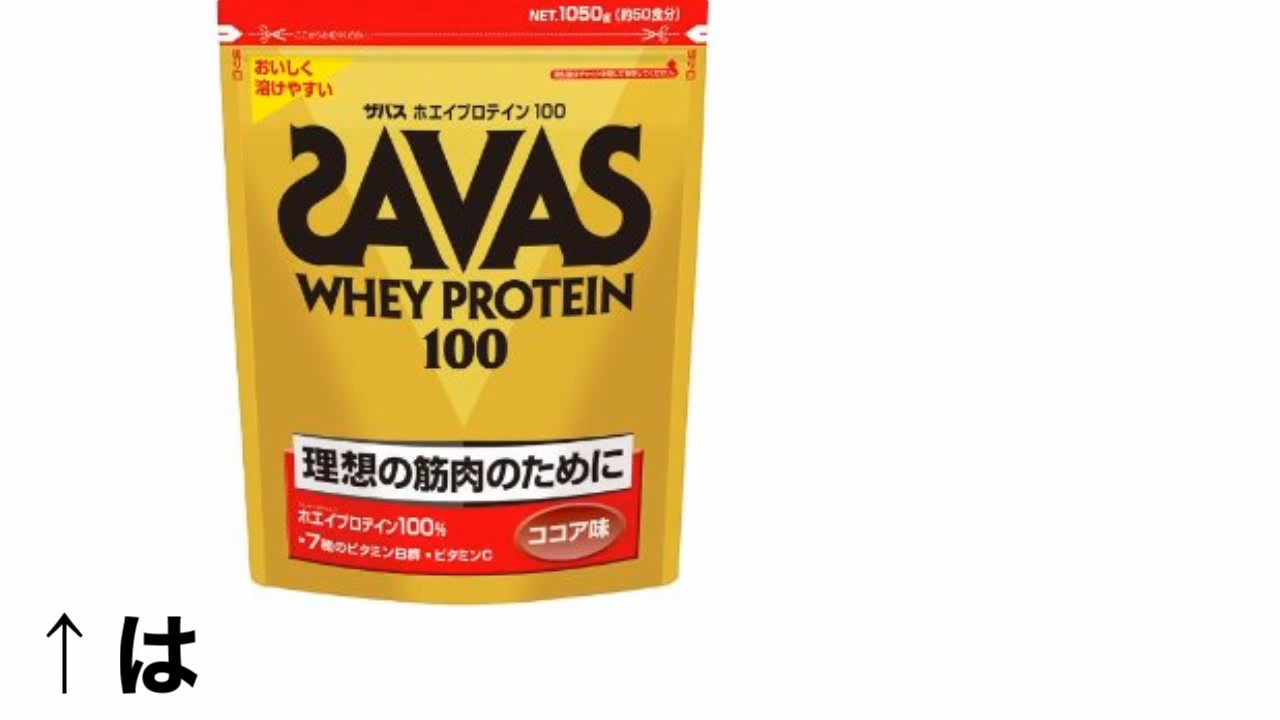 NET.1050g(約50食分)
おいしく
溶けやすい
ザバス ホエイプロテイン100
SAVAS
WHEY PROTEIN
100
理想の筋肉のために
ホエイプロテイン100%
・7種のビタミンB群・ビタミンC
ココア味
↑は